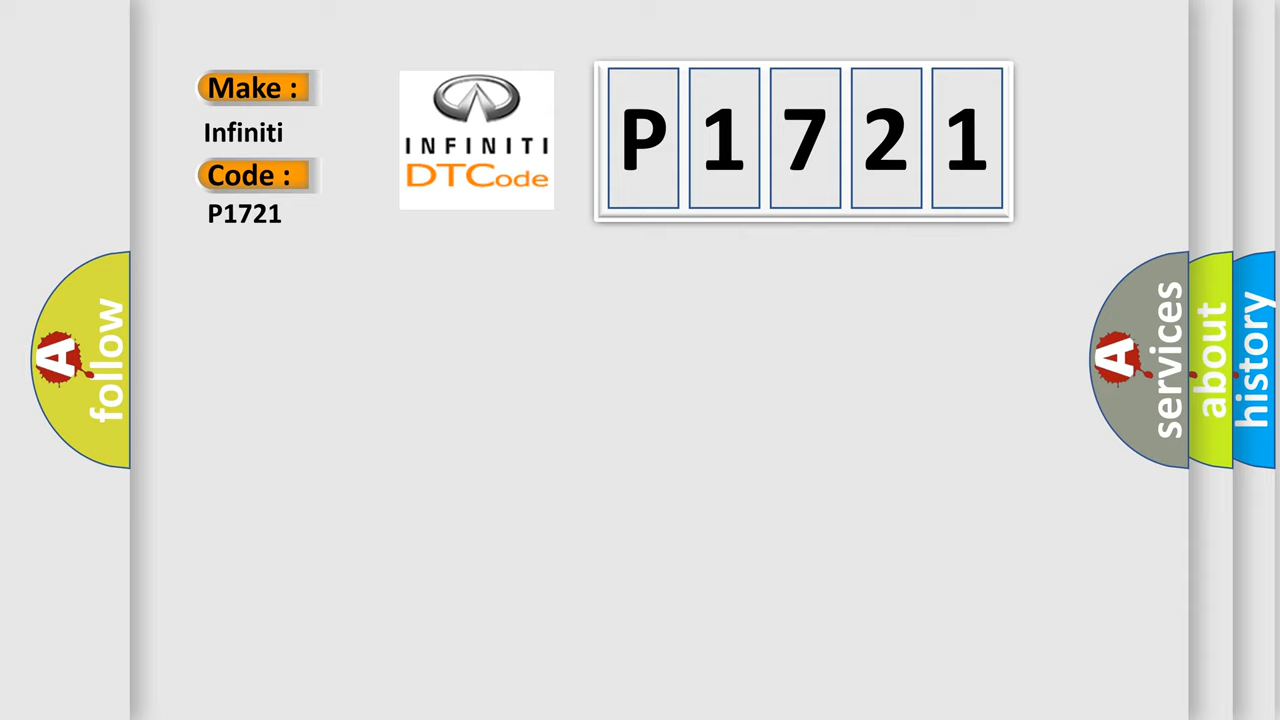 Make :
Infiniti
Code :
P1721
INFINITI
DTCode
P 1 7 2 1
A follow
A services
about
history